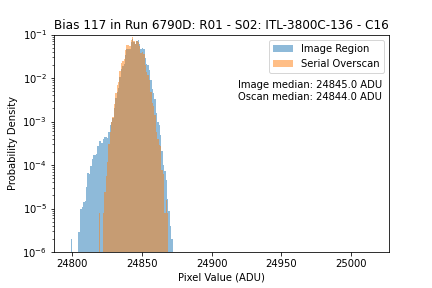 Bias 117 in Run 6790D: R01 - S02: ITL-3800C-136 - C16
Image Region
Serial Overscan
Image median: 24845.0 ADU
Oscan median: 24844.0 ADU
Probability Density
10⁻¹
10⁻²
10⁻³
10⁻⁴
10⁻⁵
10⁻⁶
24800 24850 24900 24950 25000
Pixel Value (ADU)